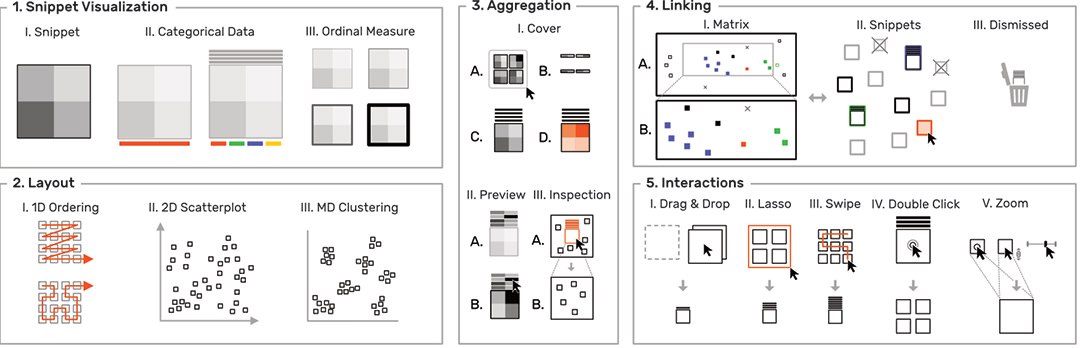 1. Snippet Visualization
I. Snippet
II. Categorical Data
III. Ordinal Measure
2. Layout
I. 1D Ordering
II. 2D Scatterplot
III. MD Clustering
3. Aggregation
I. Cover
A.
B.
C.
D.
II. Preview
III. Inspection
A.
A.
B.
B.
4. Linking
I. Matrix
II. Snippets
III. Dismissed
A.
B.
5. Interactions
I. Drag & Drop
II. Lasso
III. Swipe
IV. Double Click
V. Zoom